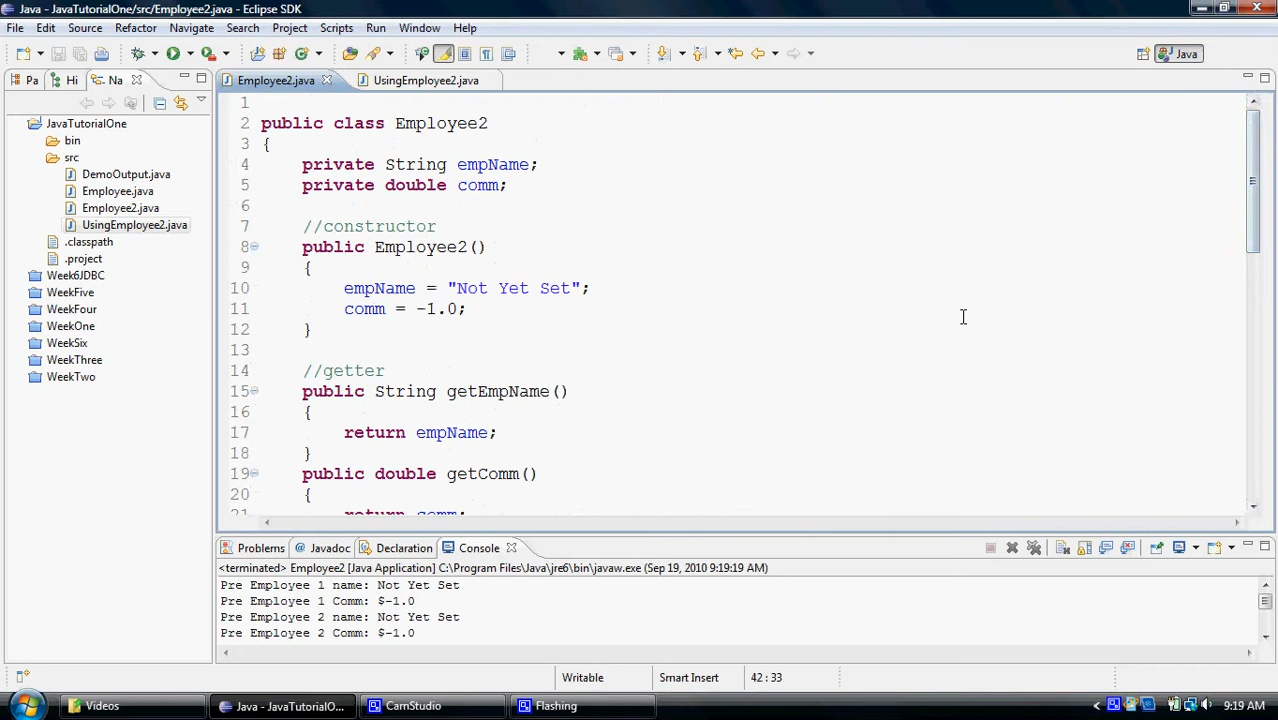 Java - JavaTutorialOne/src/Employee2.java - Eclipse SDK
File Edit Source Refactor Navigate Search Project Scripts Run Window Help
Java
Pa Hi Na
Employee2.java UsingEmployee2.java
JavaTutorialOne
bin
src
DemoOutput.java
Employee.java
Employee2.java
UsingEmployee2.java
.classpath
.project
Week6JDBC
WeekFive
WeekFour
WeekOne
WeekSix
WeekThree
WeekTwo
1
2 public class Employee2
3 {
4 private String empName;
5 private double comm;
6
7 //constructor
8 public Employee2()
9 {
10 empName = "Not Yet Set";
11 comm = -1.0;
12 }
13
14 //getter
15 public String getEmpName()
16 {
17 return empName;
18 }
19 public double getComm()
20 {
21 return comm;
Problems @ Javadoc Declaration Console
<terminated> Employee2 [Java Application] C:\Program Files\Java\jre6\bin\javaw.exe (Sep 19, 2010 9:19:19 AM)
Pre Employee 1 name: Not Yet Set
Pre Employee 1 Comm: $-1.0
Pre Employee 2 name: Not Yet Set
Pre Employee 2 Comm: $-1.0
Writable Smart Insert 42 : 33
Videos Java - JavaTutorialO... CamStudio Flashing 9:19 AM